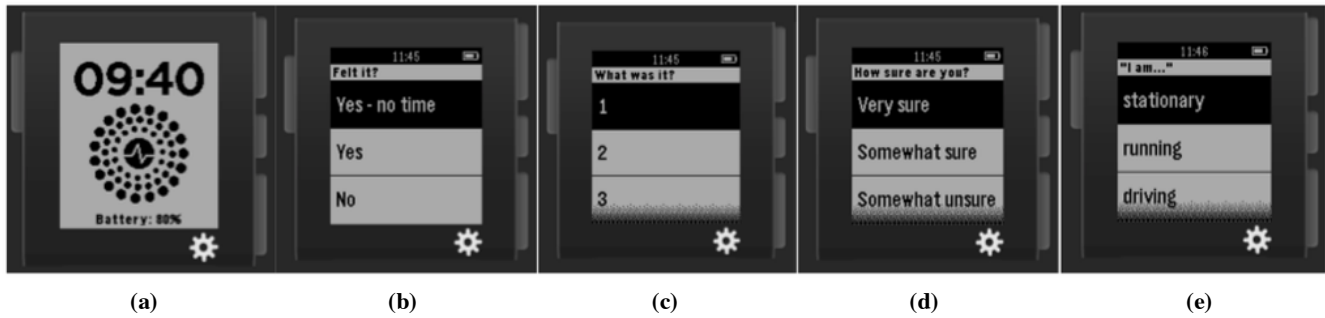 09:40
Battery: 80%
11:45
Felt it?
Yes - no time
Yes
No
11:45
What was it?
1
2
3
11:45
How sure are you?
Very sure
Somewhat sure
Somewhat unsure
11:46
"I am..."
stationary
running
driving
(a)
(b)
(c)
(d)
(e)